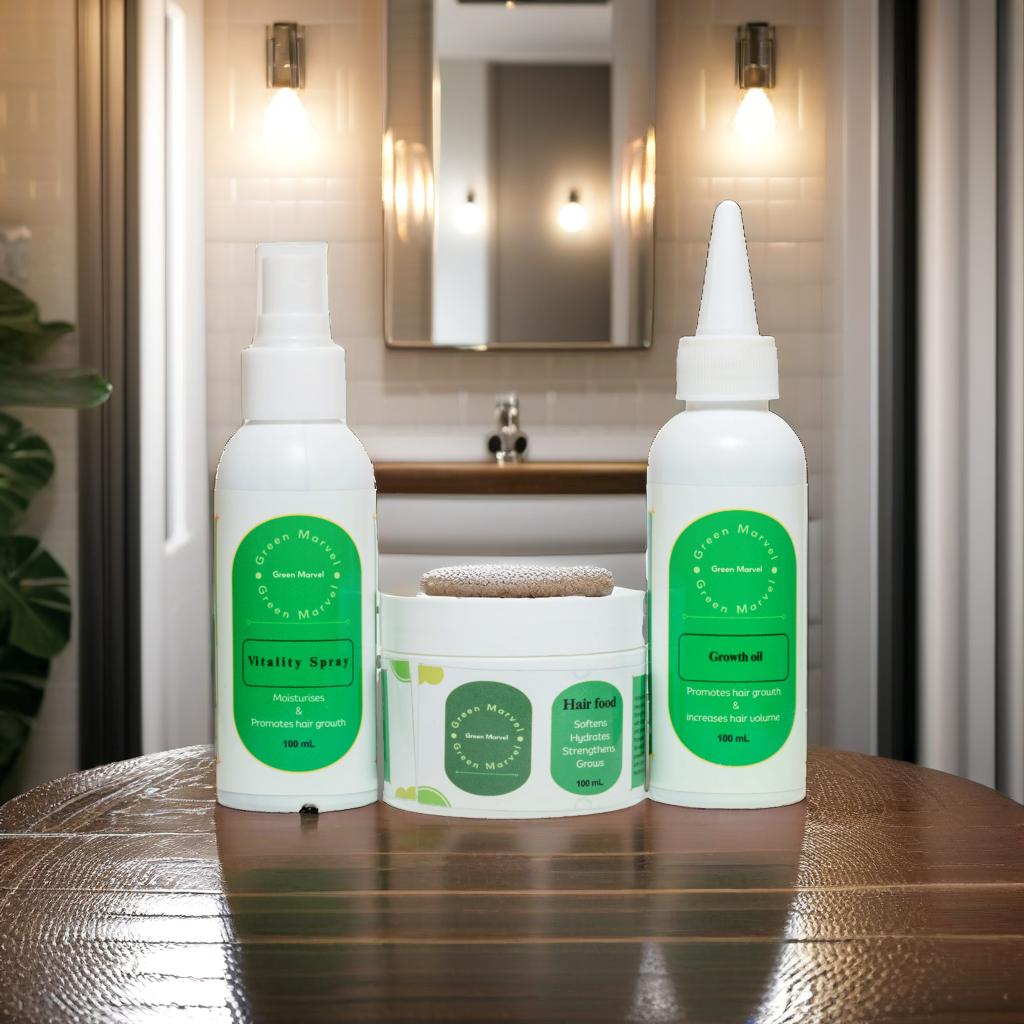 Green Marvel
Green Marvel
Green Marvel
Vitality Spray
Moisturises
&
Promotes hair growth
100 mL
Green Marvel
Green Marvel
Green Marvel
Hair food
Softens
Hydrates
Strengthens
Grows
100 mL
Green Marvel
Green Marvel
Green Marvel
Growth oil
Promotes hair growth
&
increases hair volume
100 mL